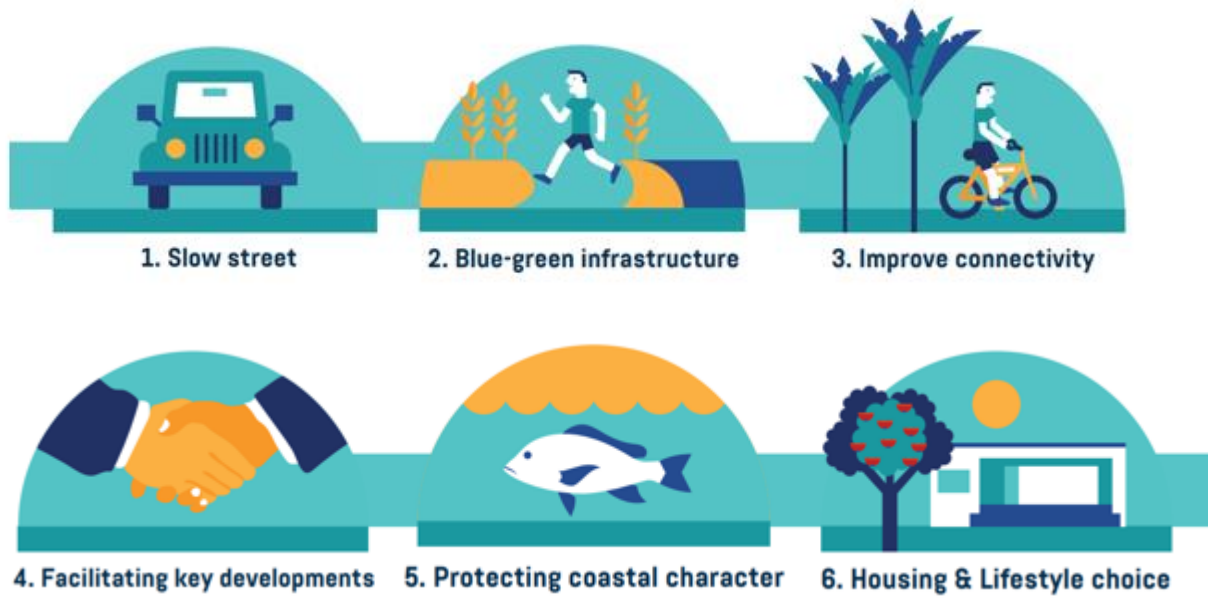 1. Slow street
2. Blue-green infrastructure
3. Improve connectivity
4. Facilitating key developments
5. Protecting coastal character
6. Housing & Lifestyle choice